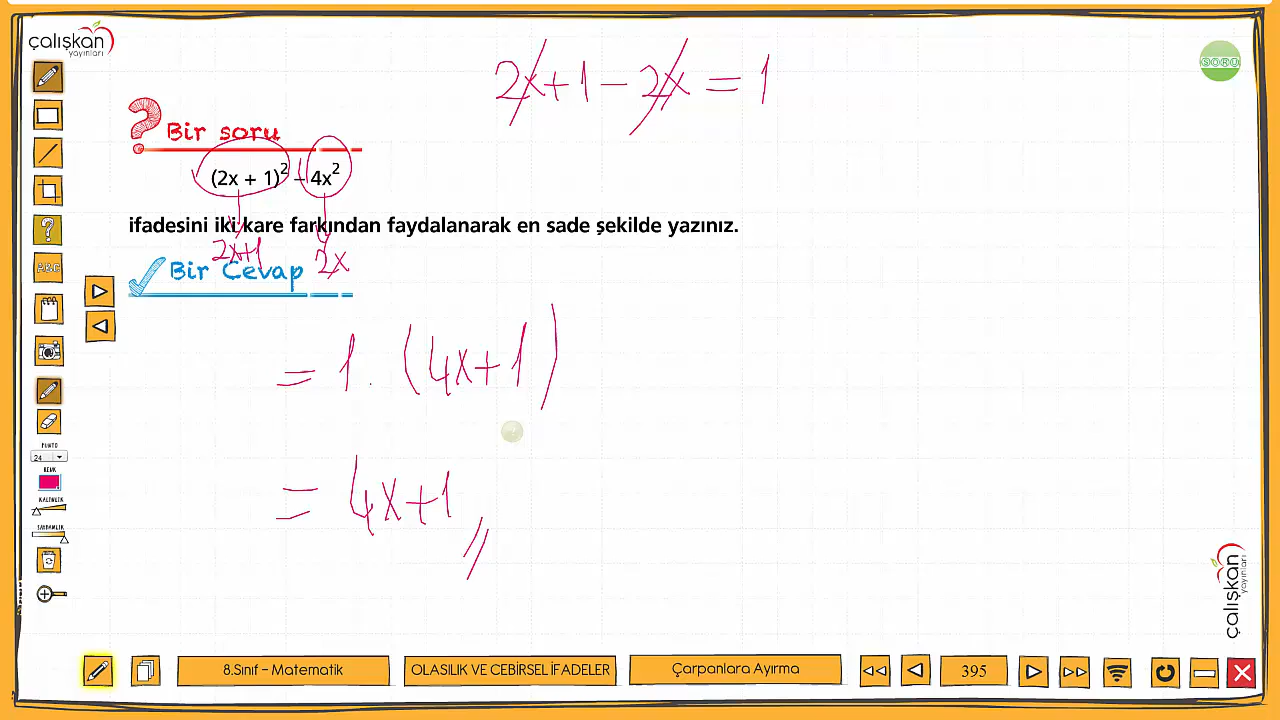 çalışkan
yayınları
2x+1 - 2x = 1
SORU
?
Bir soru
(2x + 1)² - 4x²
ifadesini iki kare farkından faydalanarak en sade şekilde yazınız.
2x+1 2x
Bir Cevap
= 1 . (4x+1)
= 4x+1
?
ABC
PUNTO
24
RENK
KALINLIK
SAYDAMLIK
çalışkan
yayınları
8.Sınıf - Matematik
OLASILIK VE CEBİRSEL İFADELER
Çarpanlara Ayırma
395